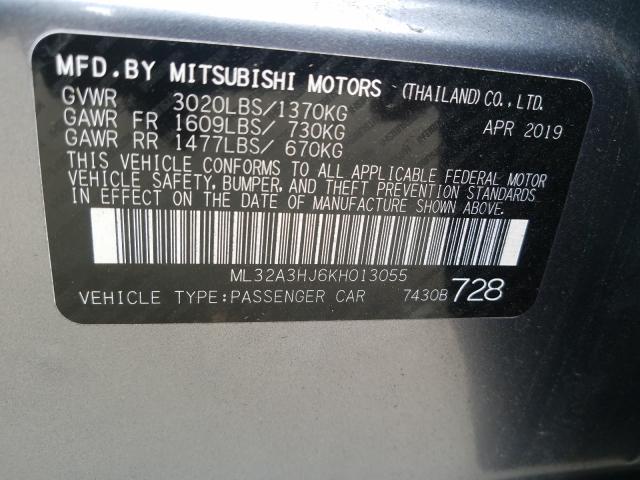 MFD.BY MITSUBISHI MOTORS (THAILAND)CO.,LTD.
GVWR 3020LBS/1370KG
GAWR FR 1609LBS/ 730KG APR 2019
GAWR RR 1477LBS/ 670KG
THIS VEHICLE CONFORMS TO ALL APPLICABLE FEDERAL MOTOR
VEHICLE SAFETY, BUMPER, AND THEFT PREVENTION STANDARDS
IN EFFECT ON THE DATE OF MANUFACTURE SHOWN ABOVE.
ML32A3HJ6KH013055
VEHICLE TYPE:PASSENGER CAR 7430B 728